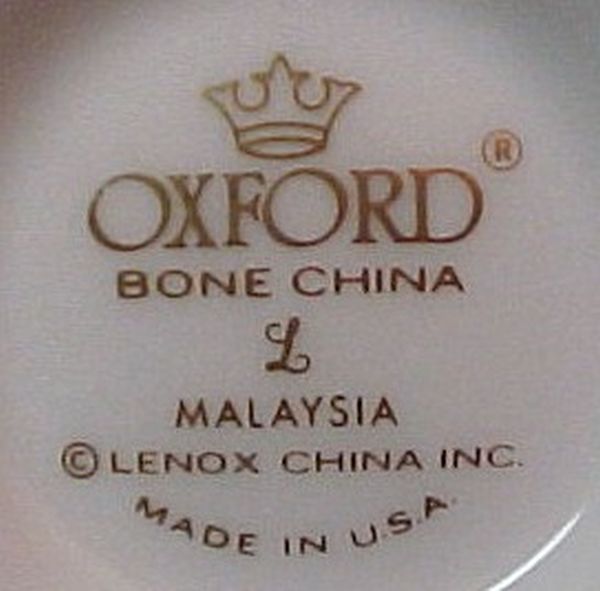 ®
OXFORD
BONE CHINA
L
MALAYSIA
© LENOX CHINA INC.
MADE IN U.S.A.